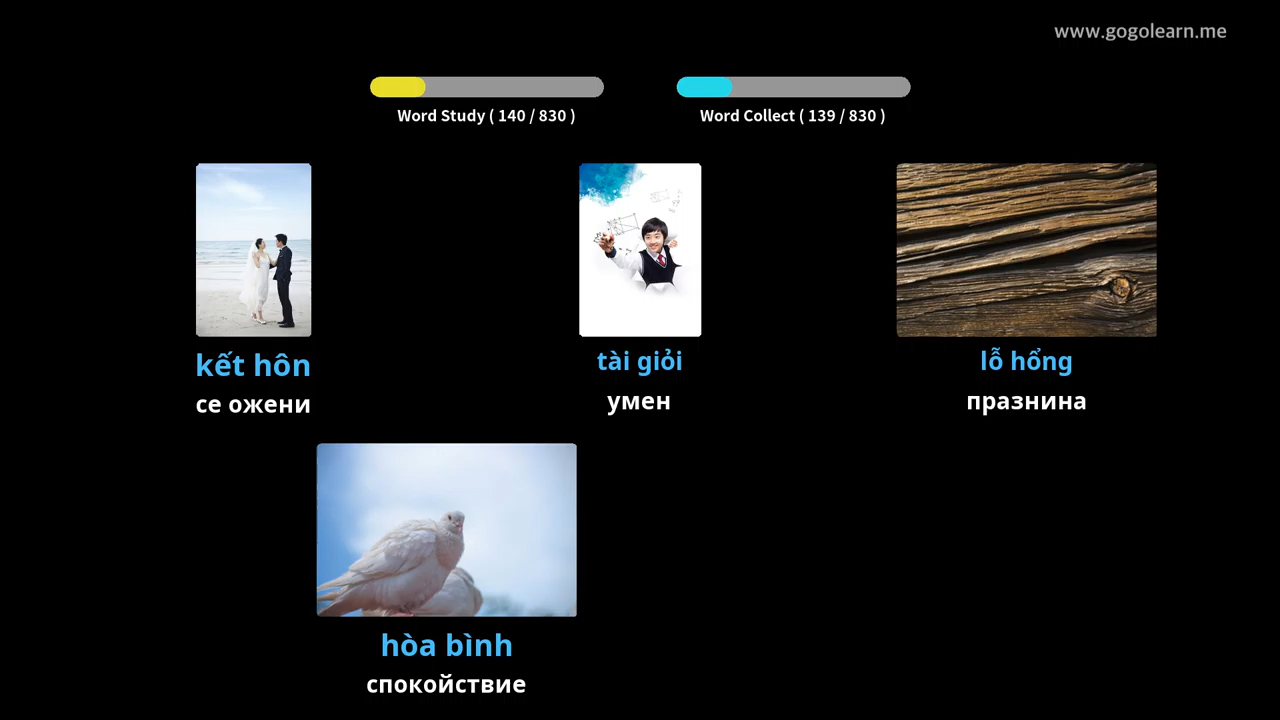 www.gogolearn.me
Word Study ( 140 / 830 )
Word Collect ( 139 / 830 )
kết hôn
се ожени
tài giỏi
умен
lỗ hổng
празнина
hòa bình
спокойствие